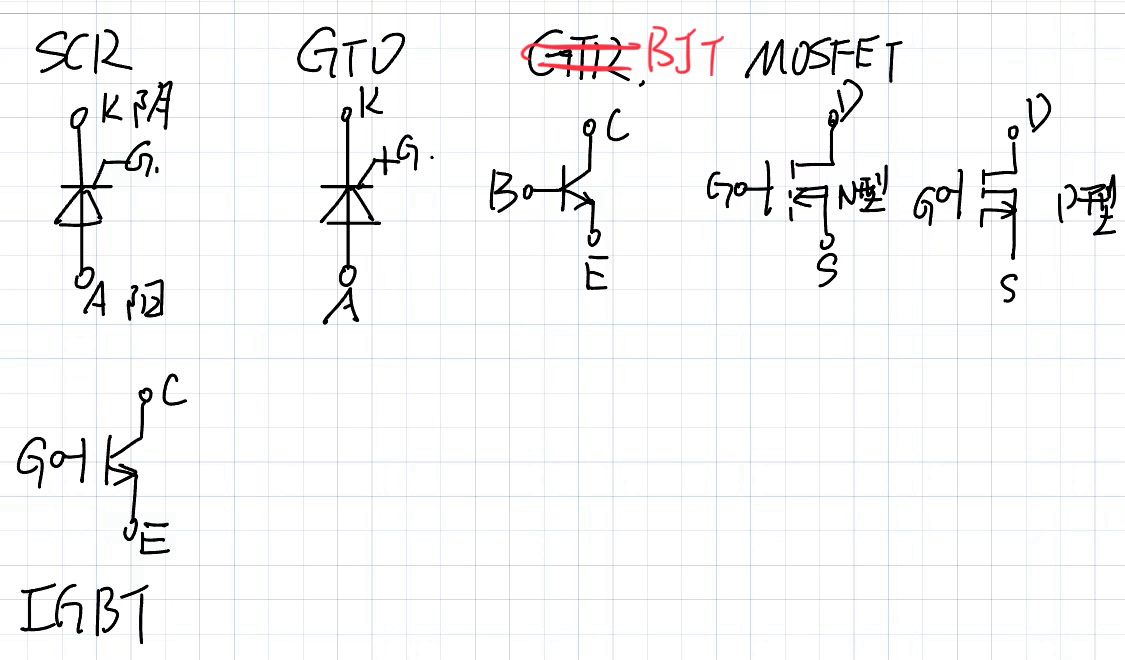 SCR
GTO
GTR.
BJT
MOSFET
K 阴
G.
A 阳
K
G.
A
C
B
E
D
G
N型
S
D
G
P型
S
C
G
E
IGBT